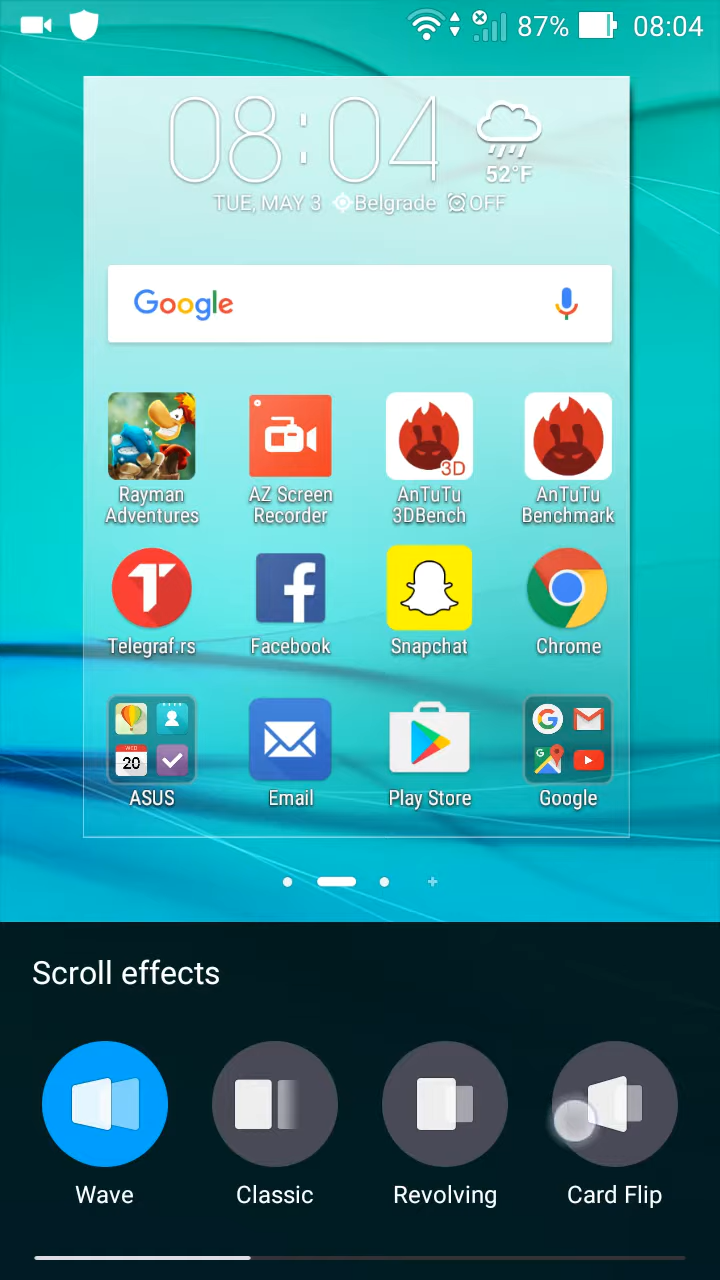 87% 08:04
08:04
52°F
TUE, MAY 3 Belgrade OFF
Google
3D
Rayman Adventures
AZ Screen Recorder
AnTuTu 3DBench
AnTuTu Benchmark
Telegraf.rs
Facebook
Snapchat
Chrome
WED
20
ASUS
Email
Play Store
Google
Scroll effects
Wave
Classic
Revolving
Card Flip